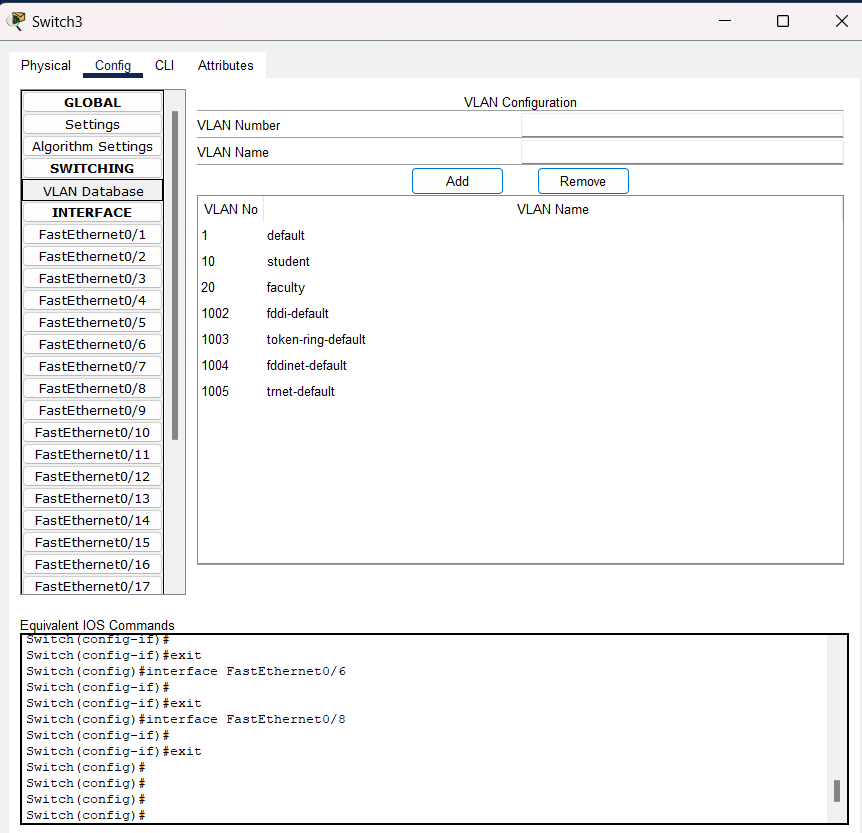 Switch3
Physical Config CLI Attributes
GLOBAL
Settings
Algorithm Settings
SWITCHING
VLAN Database
INTERFACE
FastEthernet0/1
FastEthernet0/2
FastEthernet0/3
FastEthernet0/4
FastEthernet0/5
FastEthernet0/6
FastEthernet0/7
FastEthernet0/8
FastEthernet0/9
FastEthernet0/10
FastEthernet0/11
FastEthernet0/12
FastEthernet0/13
FastEthernet0/14
FastEthernet0/15
FastEthernet0/16
FastEthernet0/17
VLAN Configuration
VLAN Number
VLAN Name
Add Remove
VLAN No VLAN Name
1 default
10 student
20 faculty
1002 fddi-default
1003 token-ring-default
1004 fddinet-default
1005 trnet-default
Equivalent IOS Commands
Switch(config-if)#
Switch(config-if)#exit
Switch(config)#interface FastEthernet0/6
Switch(config-if)#
Switch(config-if)#exit
Switch(config)#interface FastEthernet0/8
Switch(config-if)#
Switch(config-if)#exit
Switch(config)#
Switch(config)#
Switch(config)#
Switch(config)#